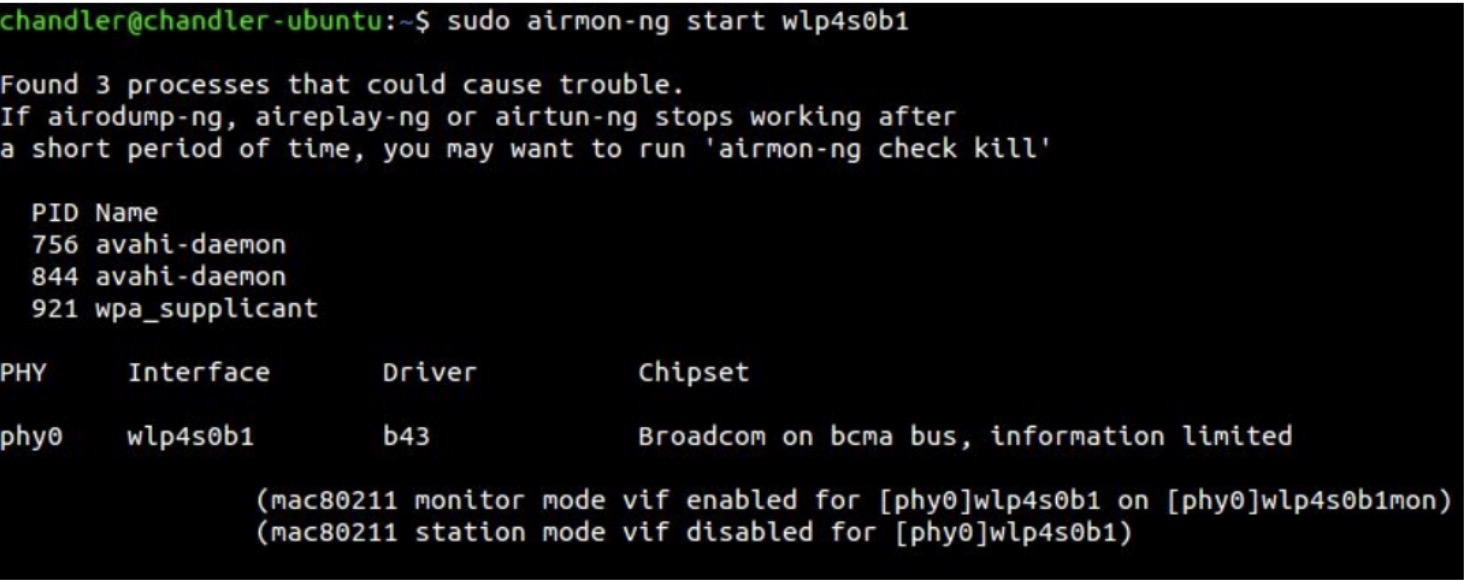 chandler@chandler-ubuntu:~$ sudo airmon-ng start wlp4s0b1
Found 3 processes that could cause trouble.
If airodump-ng, aireplay-ng or airtun-ng stops working after
a short period of time, you may want to run 'airmon-ng check kill'
PID Name
756 avahi-daemon
844 avahi-daemon
921 wpa_supplicant
PHY Interface Driver Chipset
phy0 wlp4s0b1 b43 Broadcom on bcma bus, information limited
(mac80211 monitor mode vif enabled for [phy0]wlp4s0b1 on [phy0]wlp4s0b1mon)
(mac80211 station mode vif disabled for [phy0]wlp4s0b1)